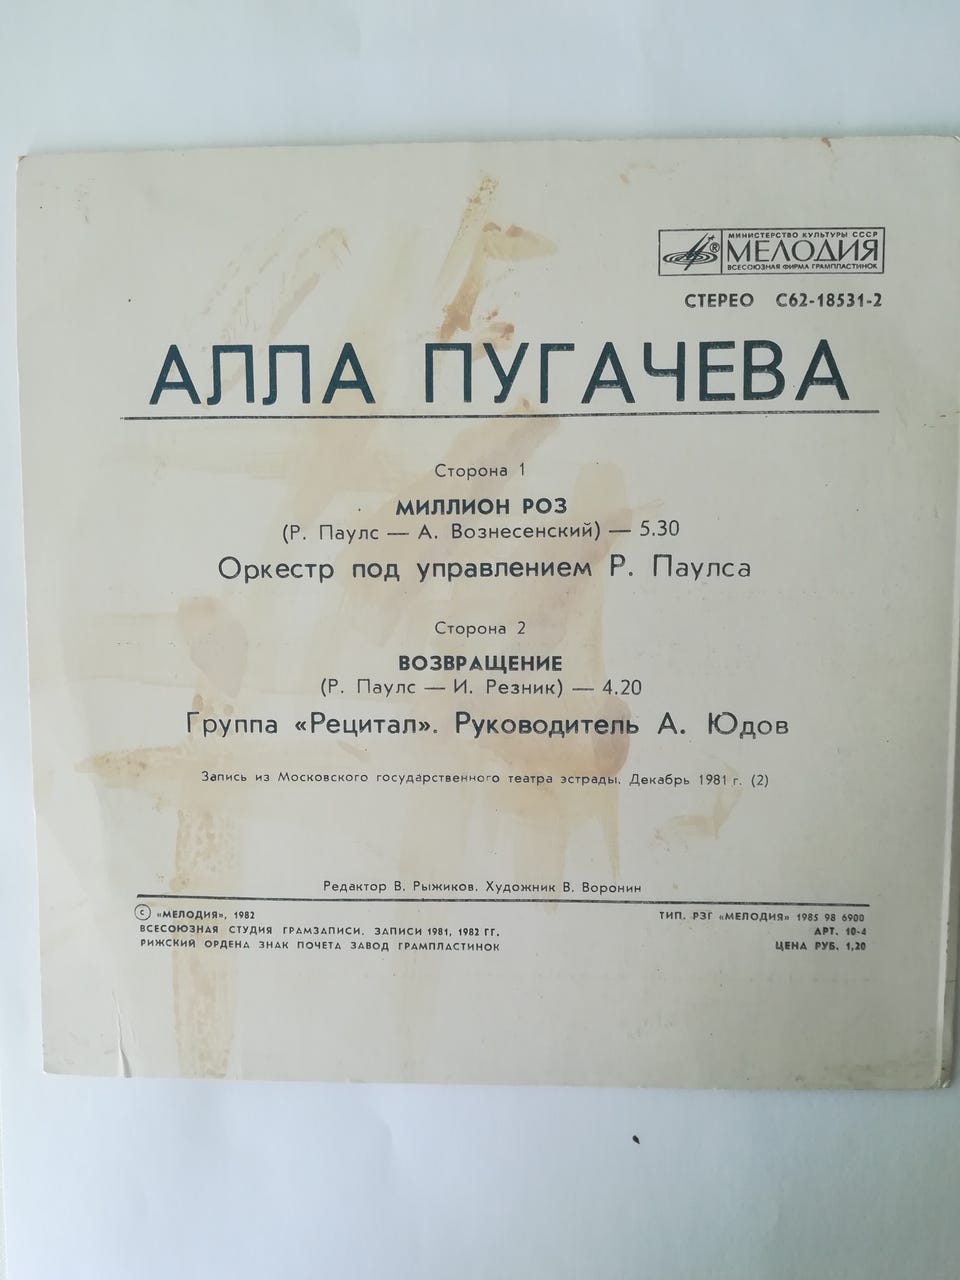 МИНИСТЕРСТВО КУЛЬТУРЫ СССР
® МЕЛОДИЯ
ВСЕСОЮЗНАЯ ФИРМА ГРАМПЛАСТИНОК
СТЕРЕО С62-18531-2
АЛЛА ПУГАЧЕВА
Сторона 1
МИЛЛИОН РОЗ
(Р. Паулс — А. Вознесенский) — 5.30
Оркестр под управлением Р. Паулса
Сторона 2
ВОЗВРАЩЕНИЕ
(Р. Паулс — И. Резник) — 4.20
Группа «Рецитал». Руководитель А. Юдов
Запись из Московского государственного театра эстрады. Декабрь 1981 г. (2)
Редактор В. Рыжиков. Художник В. Воронин
© «МЕЛОДИЯ», 1982
ВСЕСОЮЗНАЯ СТУДИЯ ГРАМЗАПИСИ. ЗАПИСИ 1981, 1982 ГГ.
РИЖСКИЙ ОРДЕНА ЗНАК ПОЧЕТА ЗАВОД ГРАМПЛАСТИНОК
ТИП. РЗГ «МЕЛОДИЯ» 1985 98 6900
АРТ. 10-4
ЦЕНА РУБ. 1,20